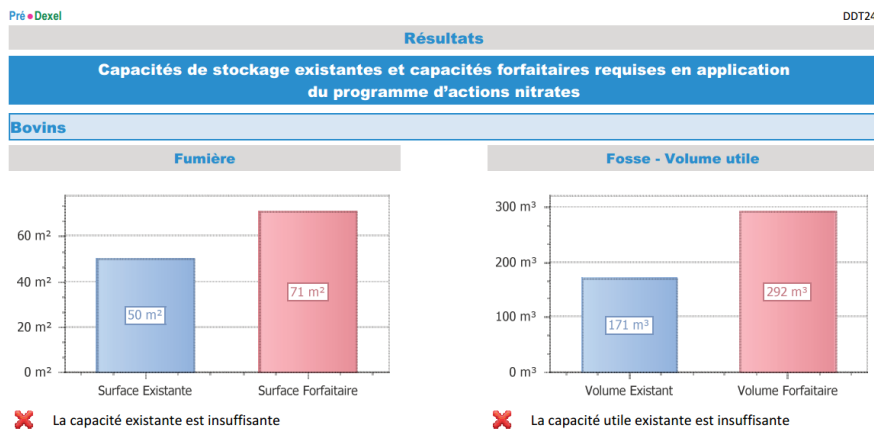 Pré•Dexel
DDT24
Résultats
Capacités de stockage existantes et capacités forfaitaires requises en application
du programme d'actions nitrates
Bovins
Fumière
60 m²
40 m²
20 m²
0 m²
50 m²
71 m²
Surface Existante
Surface Forfaitaire
La capacité existante est insuffisante
Fosse - Volume utile
300 m³
200 m³
100 m³
0 m³
171 m³
292 m³
Volume Existant
Volume Forfaitaire
La capacité utile existante est insuffisante